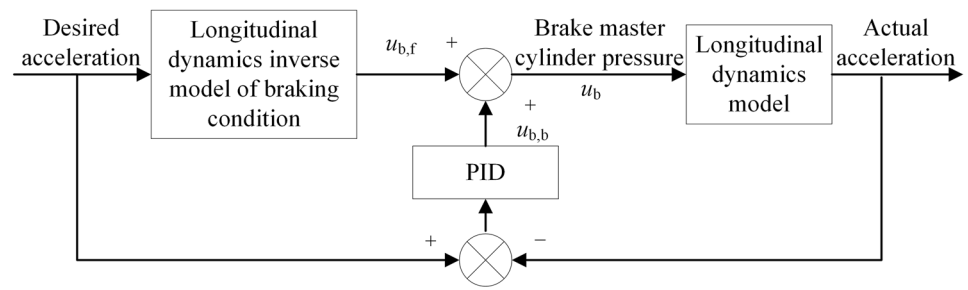 Desired
acceleration
Longitudinal
dynamics inverse
model of braking
condition
u_b,f
+
Brake master
cylinder pressure
u_b
Longitudinal
dynamics
model
Actual
acceleration
+
u_b,b
PID
+
−